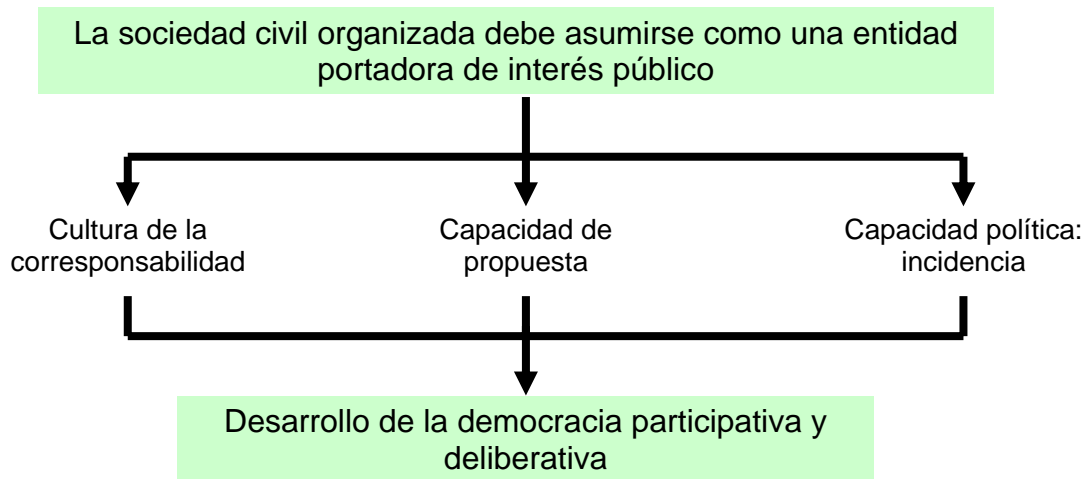 La sociedad civil organizada debe asumirse como una entidad
portadora de interés público
Cultura de la
corresponsabilidad
Capacidad de
propuesta
Capacidad política:
incidencia
Desarrollo de la democracia participativa y
deliberativa